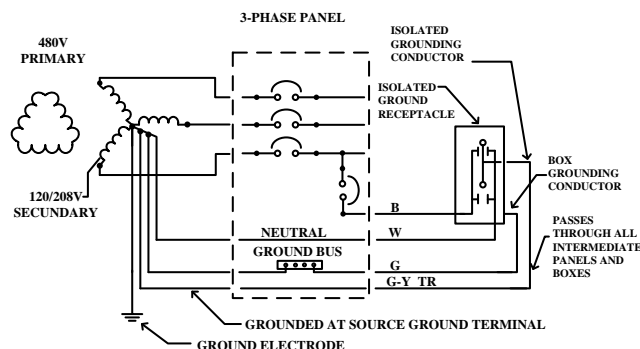 3-PHASE PANEL
480V
PRIMARY
ISOLATED
GROUNDING
CONDUCTOR
ISOLATED
GROUND
RECEPTACLE
BOX
GROUNDING
CONDUCTOR
120/208V
SECUNDARY
B
NEUTRAL
W
GROUND BUS
G
G-Y TR
PASSES
THROUGH ALL
INTERMEDIATE
PANELS AND
BOXES
GROUNDED AT SOURCE GROUND TERMINAL
GROUND ELECTRODE